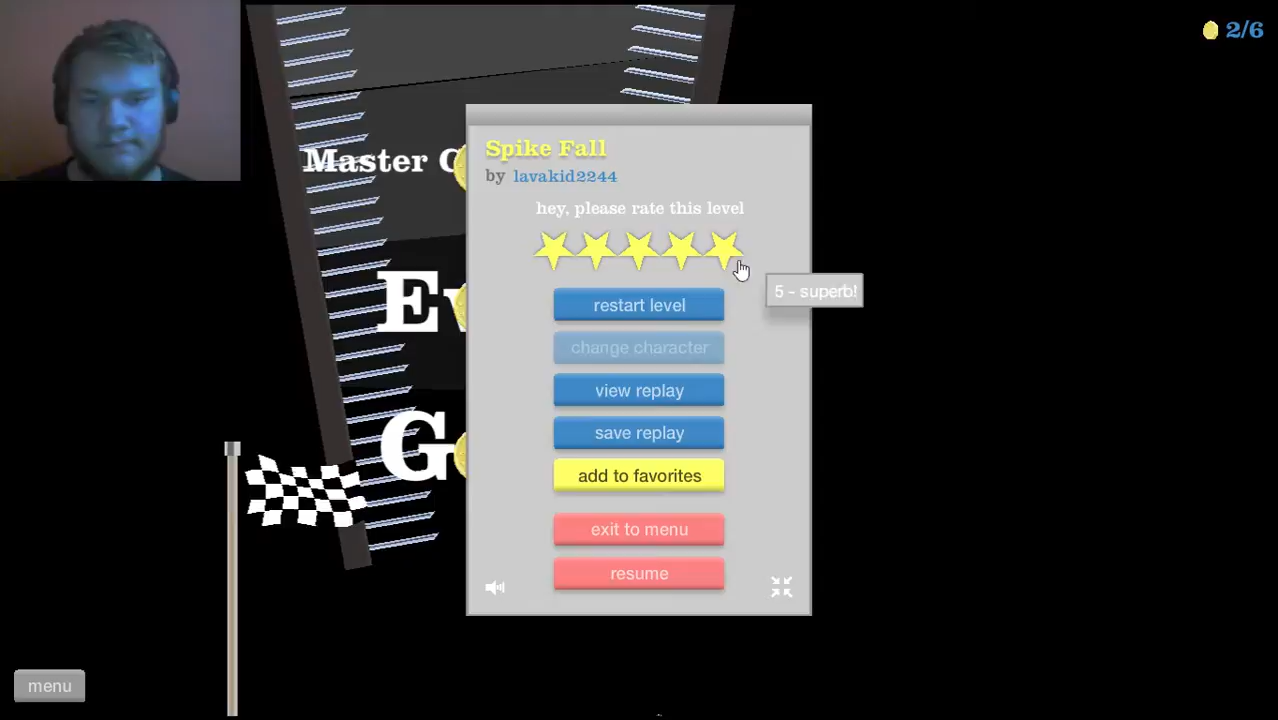 2/6
Master C
Spike Fall
by lavakid2244
hey, please rate this level
5 - superb!
restart level
Ev
change character
view replay
save replay
G
add to favorites
exit to menu
resume
menu